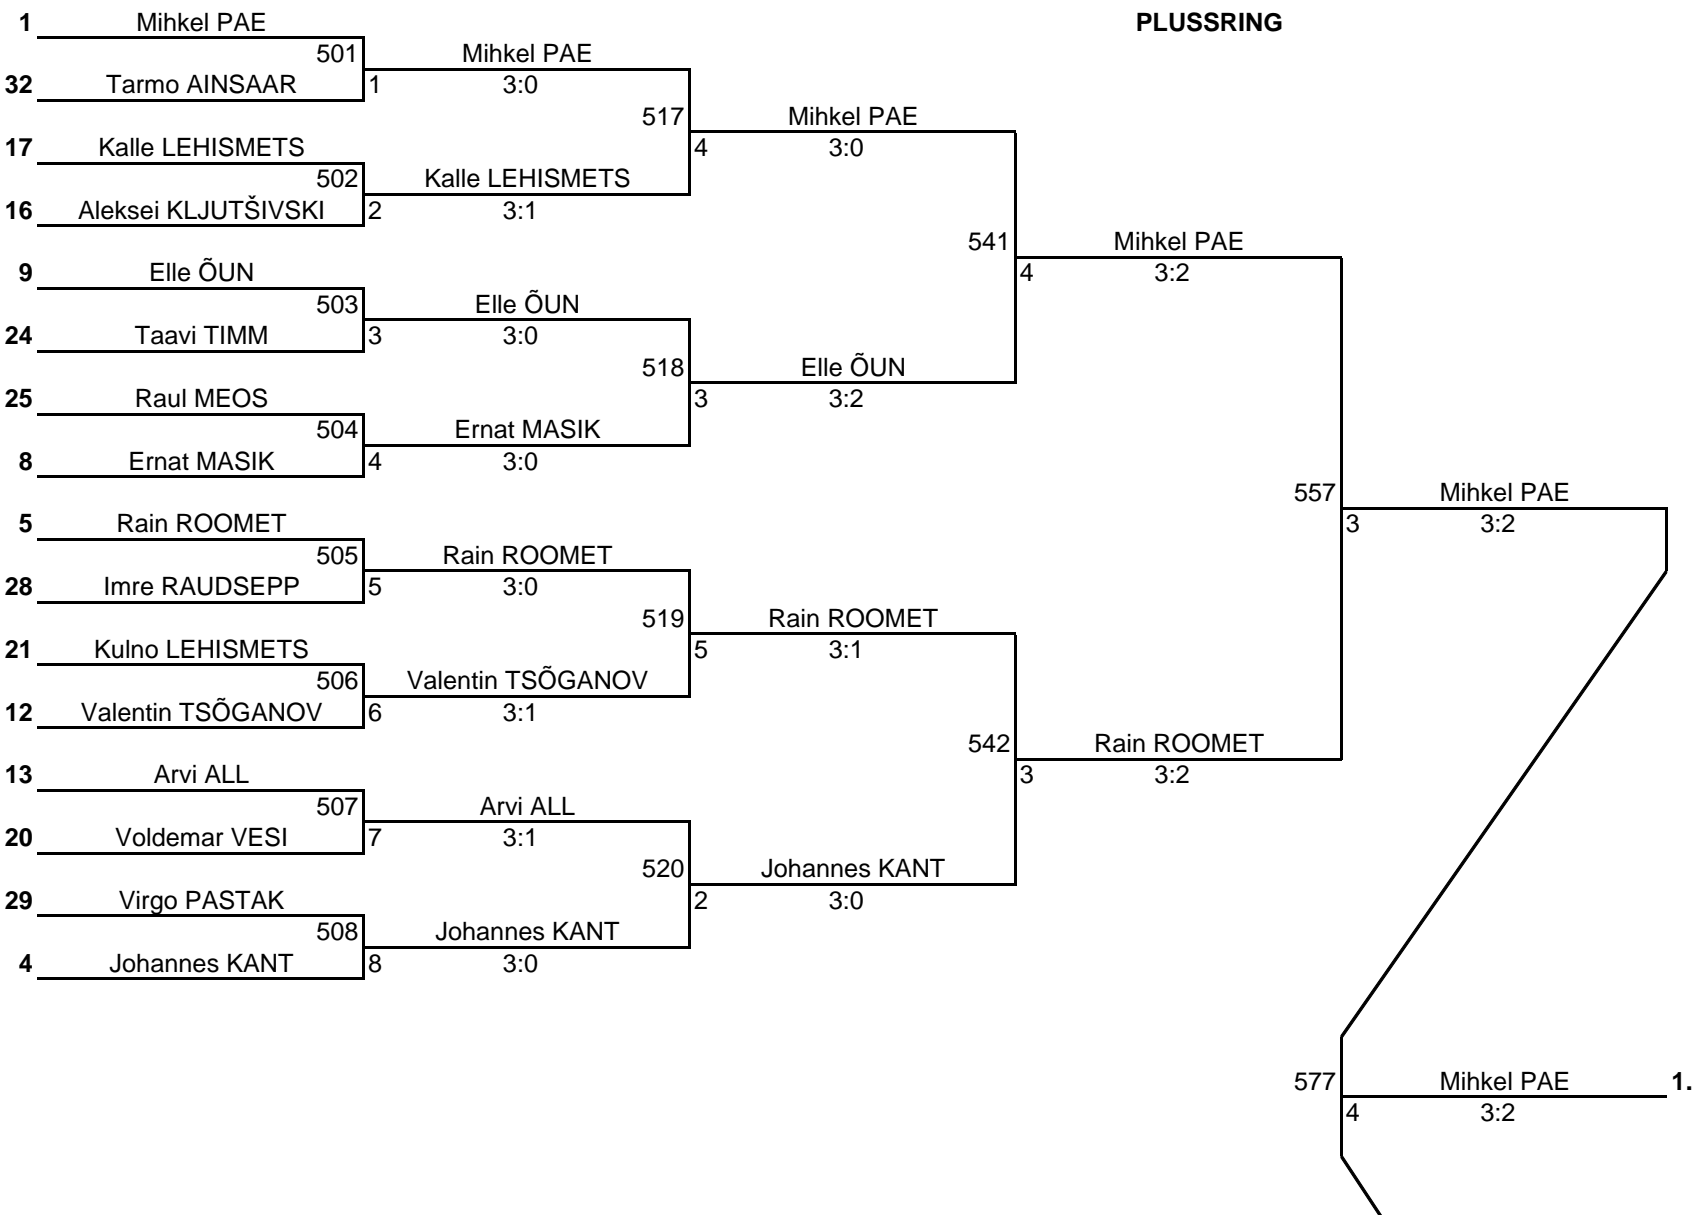 1 Mihkel PAE PLUSSRING
501 Mihkel PAE
32 Tarmo AINSAAR 1 3:0
517 Mihkel PAE
17 Kalle LEHISMETS 4 3:0
502 Kalle LEHISMETS
16 Aleksei KLJUTŠIVSKI 2 3:1
541 Mihkel PAE
9 Elle ÕUN 4 3:2
503 Elle ÕUN
24 Taavi TIMM 3 3:0
518 Elle ÕUN
25 Raul MEOS 3 3:2
504 Ernat MASIK
8 Ernat MASIK 4 3:0
557 Mihkel PAE
5 Rain ROOMET 3 3:2
505 Rain ROOMET
28 Imre RAUDSEPP 5 3:0
519 Rain ROOMET
21 Kulno LEHISMETS 5 3:1
506 Valentin TSÕGANOV
12 Valentin TSÕGANOV 6 3:1
542 Rain ROOMET
13 Arvi ALL 3 3:2
507 Arvi ALL
20 Voldemar VESI 7 3:1
520 Johannes KANT
29 Virgo PASTAK 2 3:0
508 Johannes KANT
4 Johannes KANT 8 3:0
577 Mihkel PAE 1.
4 3:2